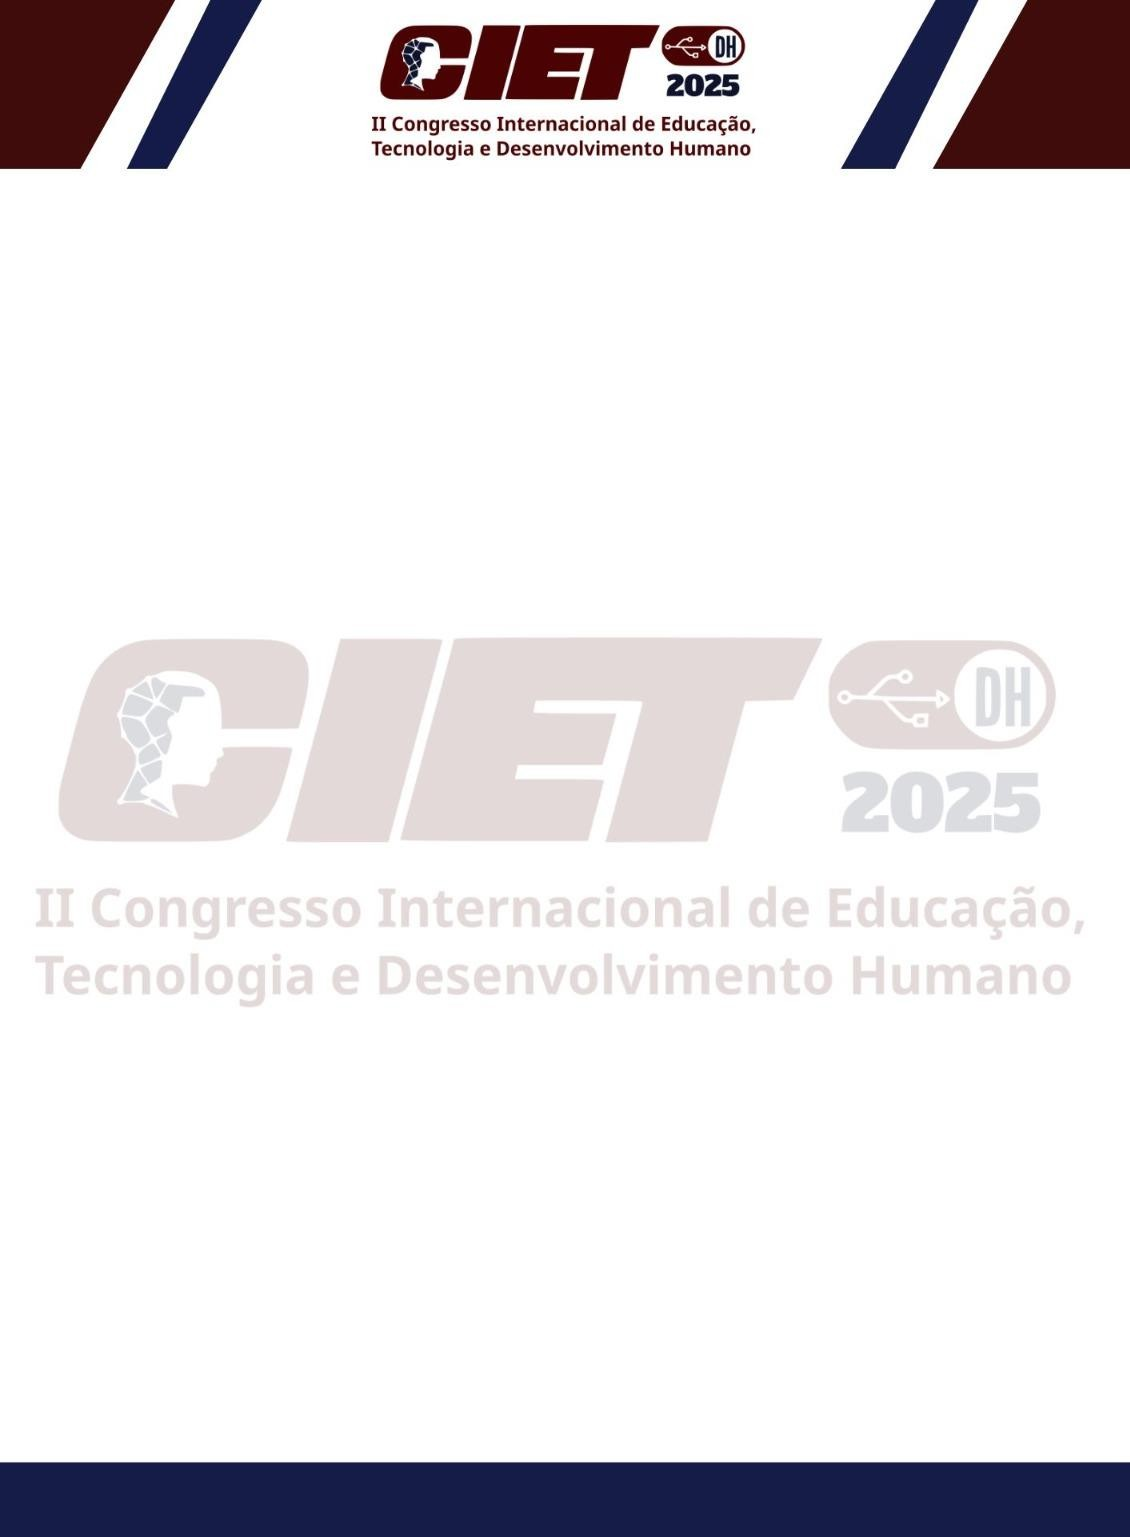 CIET DH
2025
II Congresso Internacional de Educação,
Tecnologia e Desenvolvimento Humano
CIET DH
2025
II Congresso Internacional de Educação,
Tecnologia e Desenvolvimento Humano